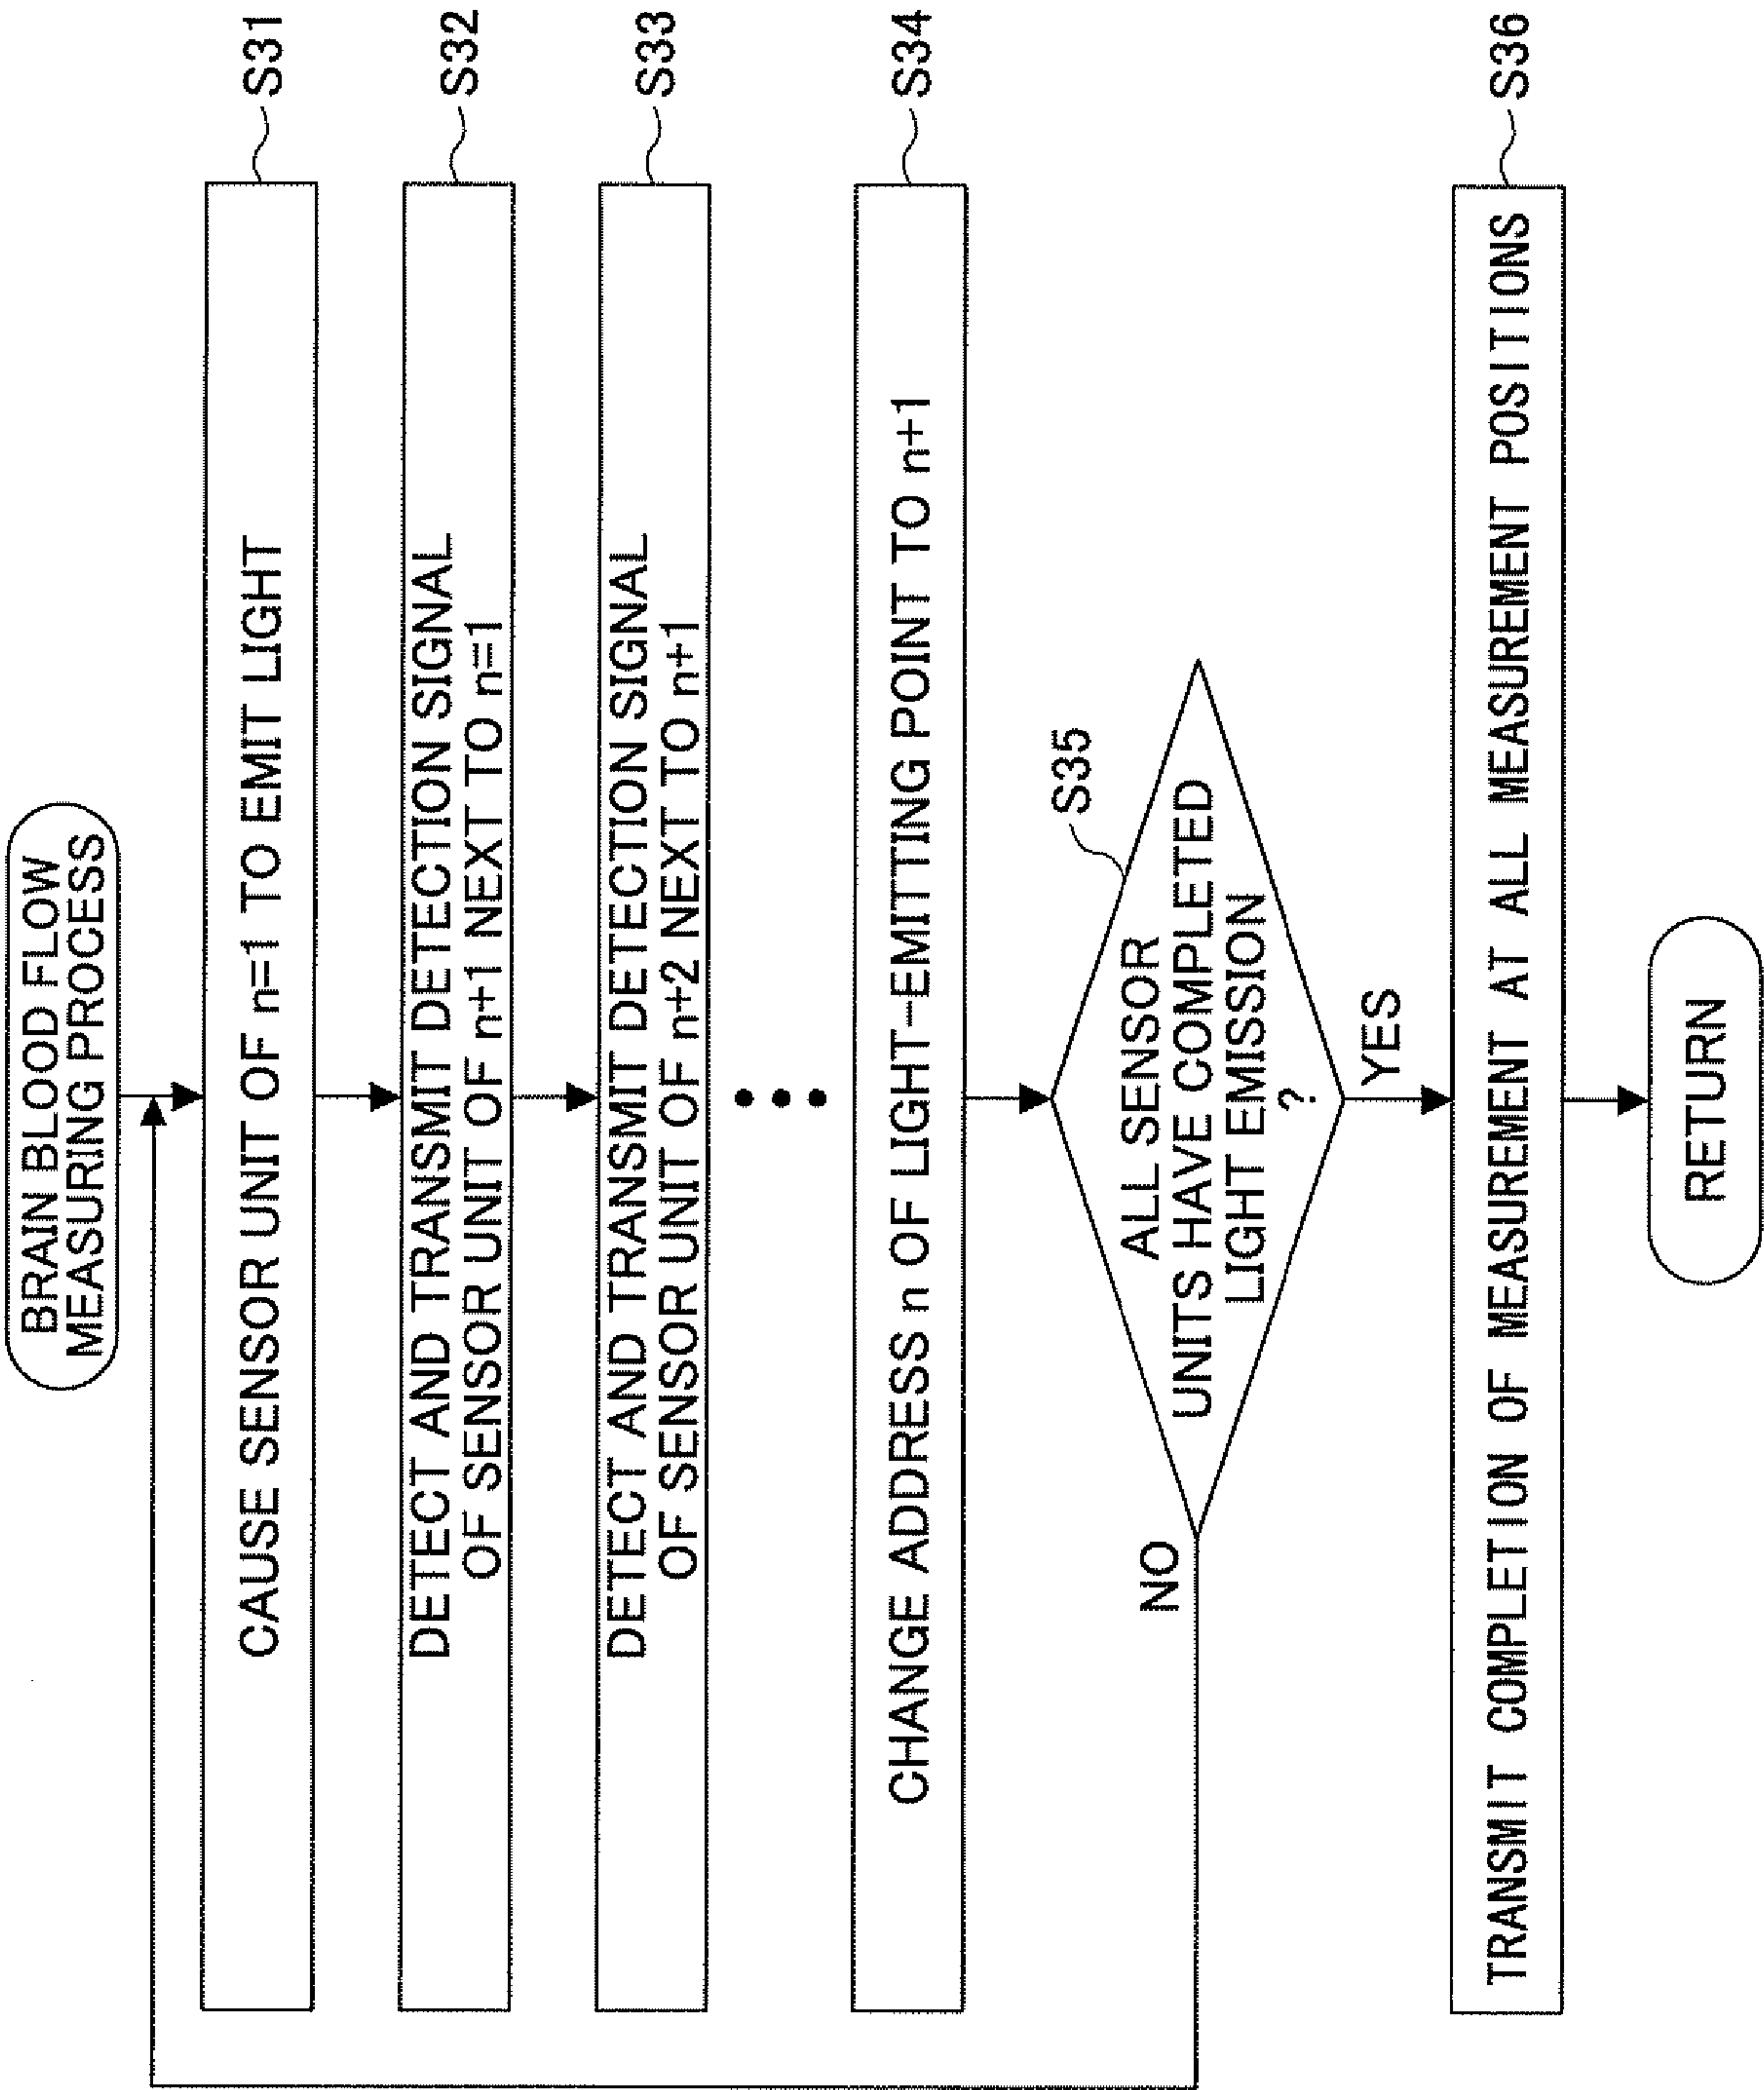 BRAIN BLOOD FLOW
MEASURING PROCESS
CAUSE SENSOR UNIT OF n=1 TO EMIT LIGHT
S31
DETECT AND TRANSMIT DETECTION SIGNAL
OF SENSOR UNIT OF n+1 NEXT TO n=1
S32
DETECT AND TRANSMIT DETECTION SIGNAL
OF SENSOR UNIT OF n+2 NEXT TO n+1
S33
•••
CHANGE ADDRESS n OF LIGHT-EMITTING POINT TO n+1
S34
S35
ALL SENSOR
UNITS HAVE COMPLETED
LIGHT EMISSION
?
NO
YES
TRANSMIT COMPLETION OF MEASUREMENT AT ALL MEASUREMENT POSITIONS
S36
RETURN